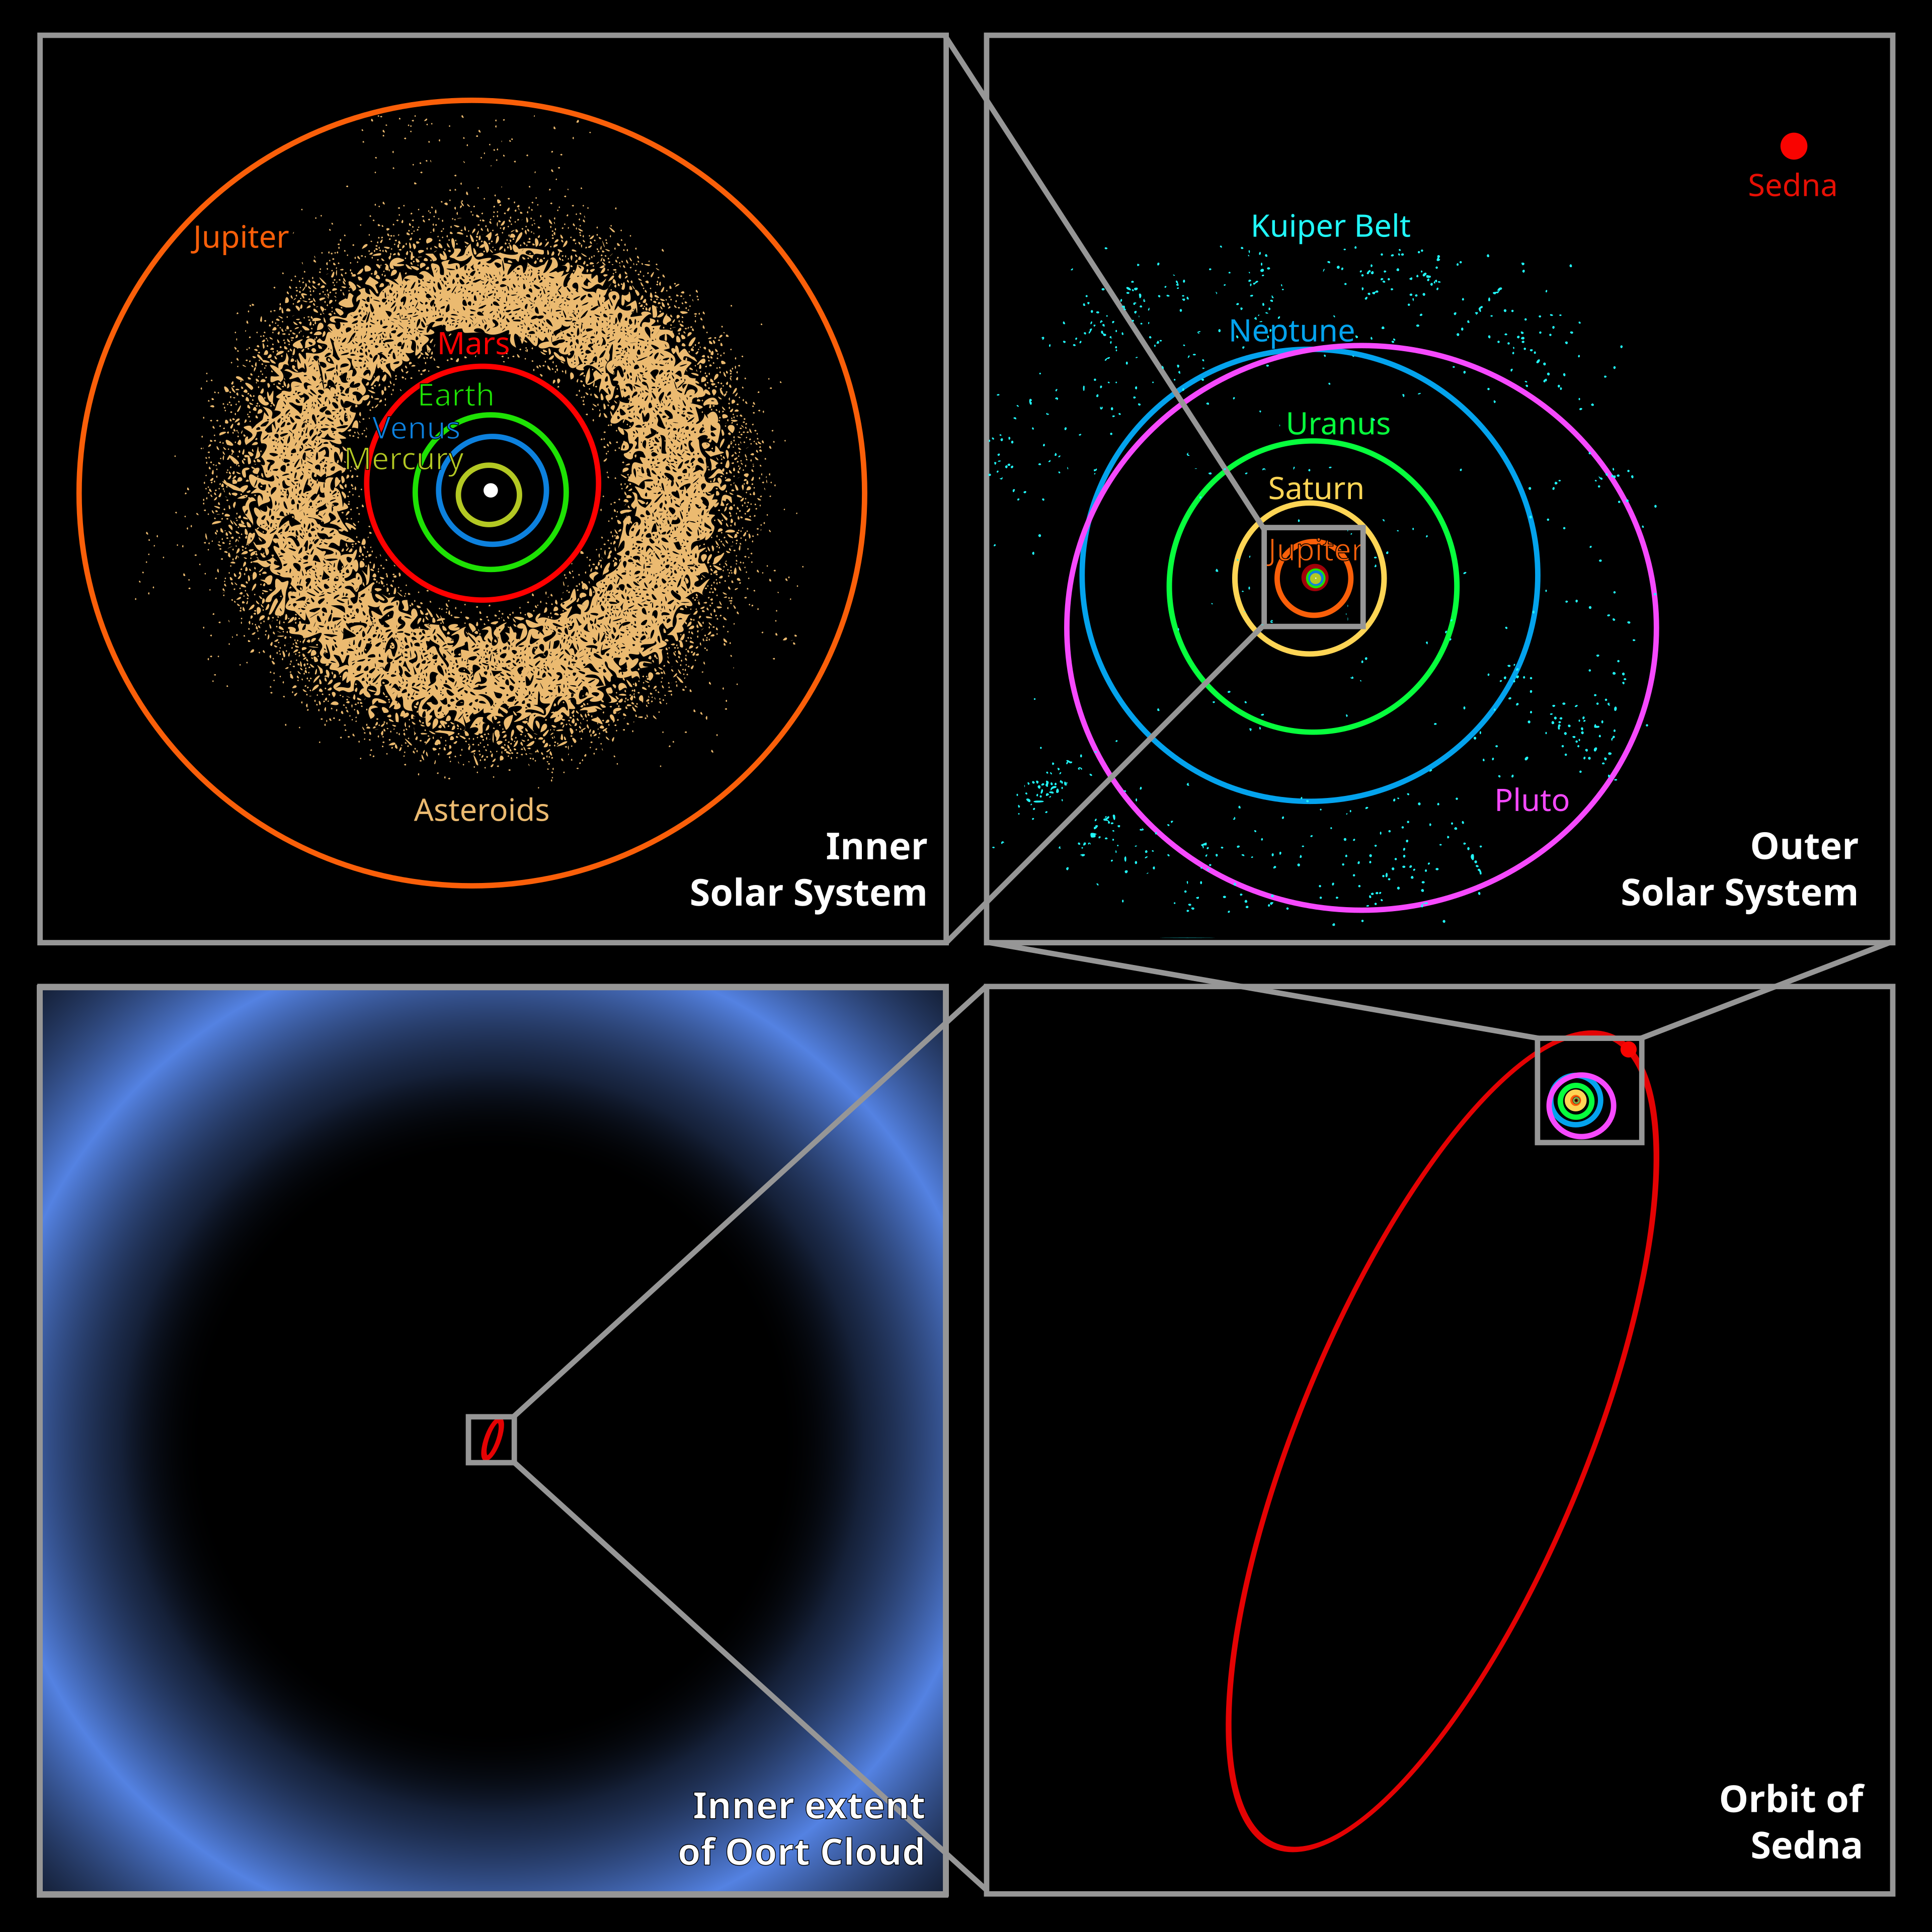 Jupiter
Mars
Earth
Venus
Mercury
Asteroids
Inner
Solar System
Sedna
Kuiper Belt
Neptune
Uranus
Saturn
Jupiter
Pluto
Outer
Solar System
Inner extent
of Oort Cloud
Orbit of
Sedna